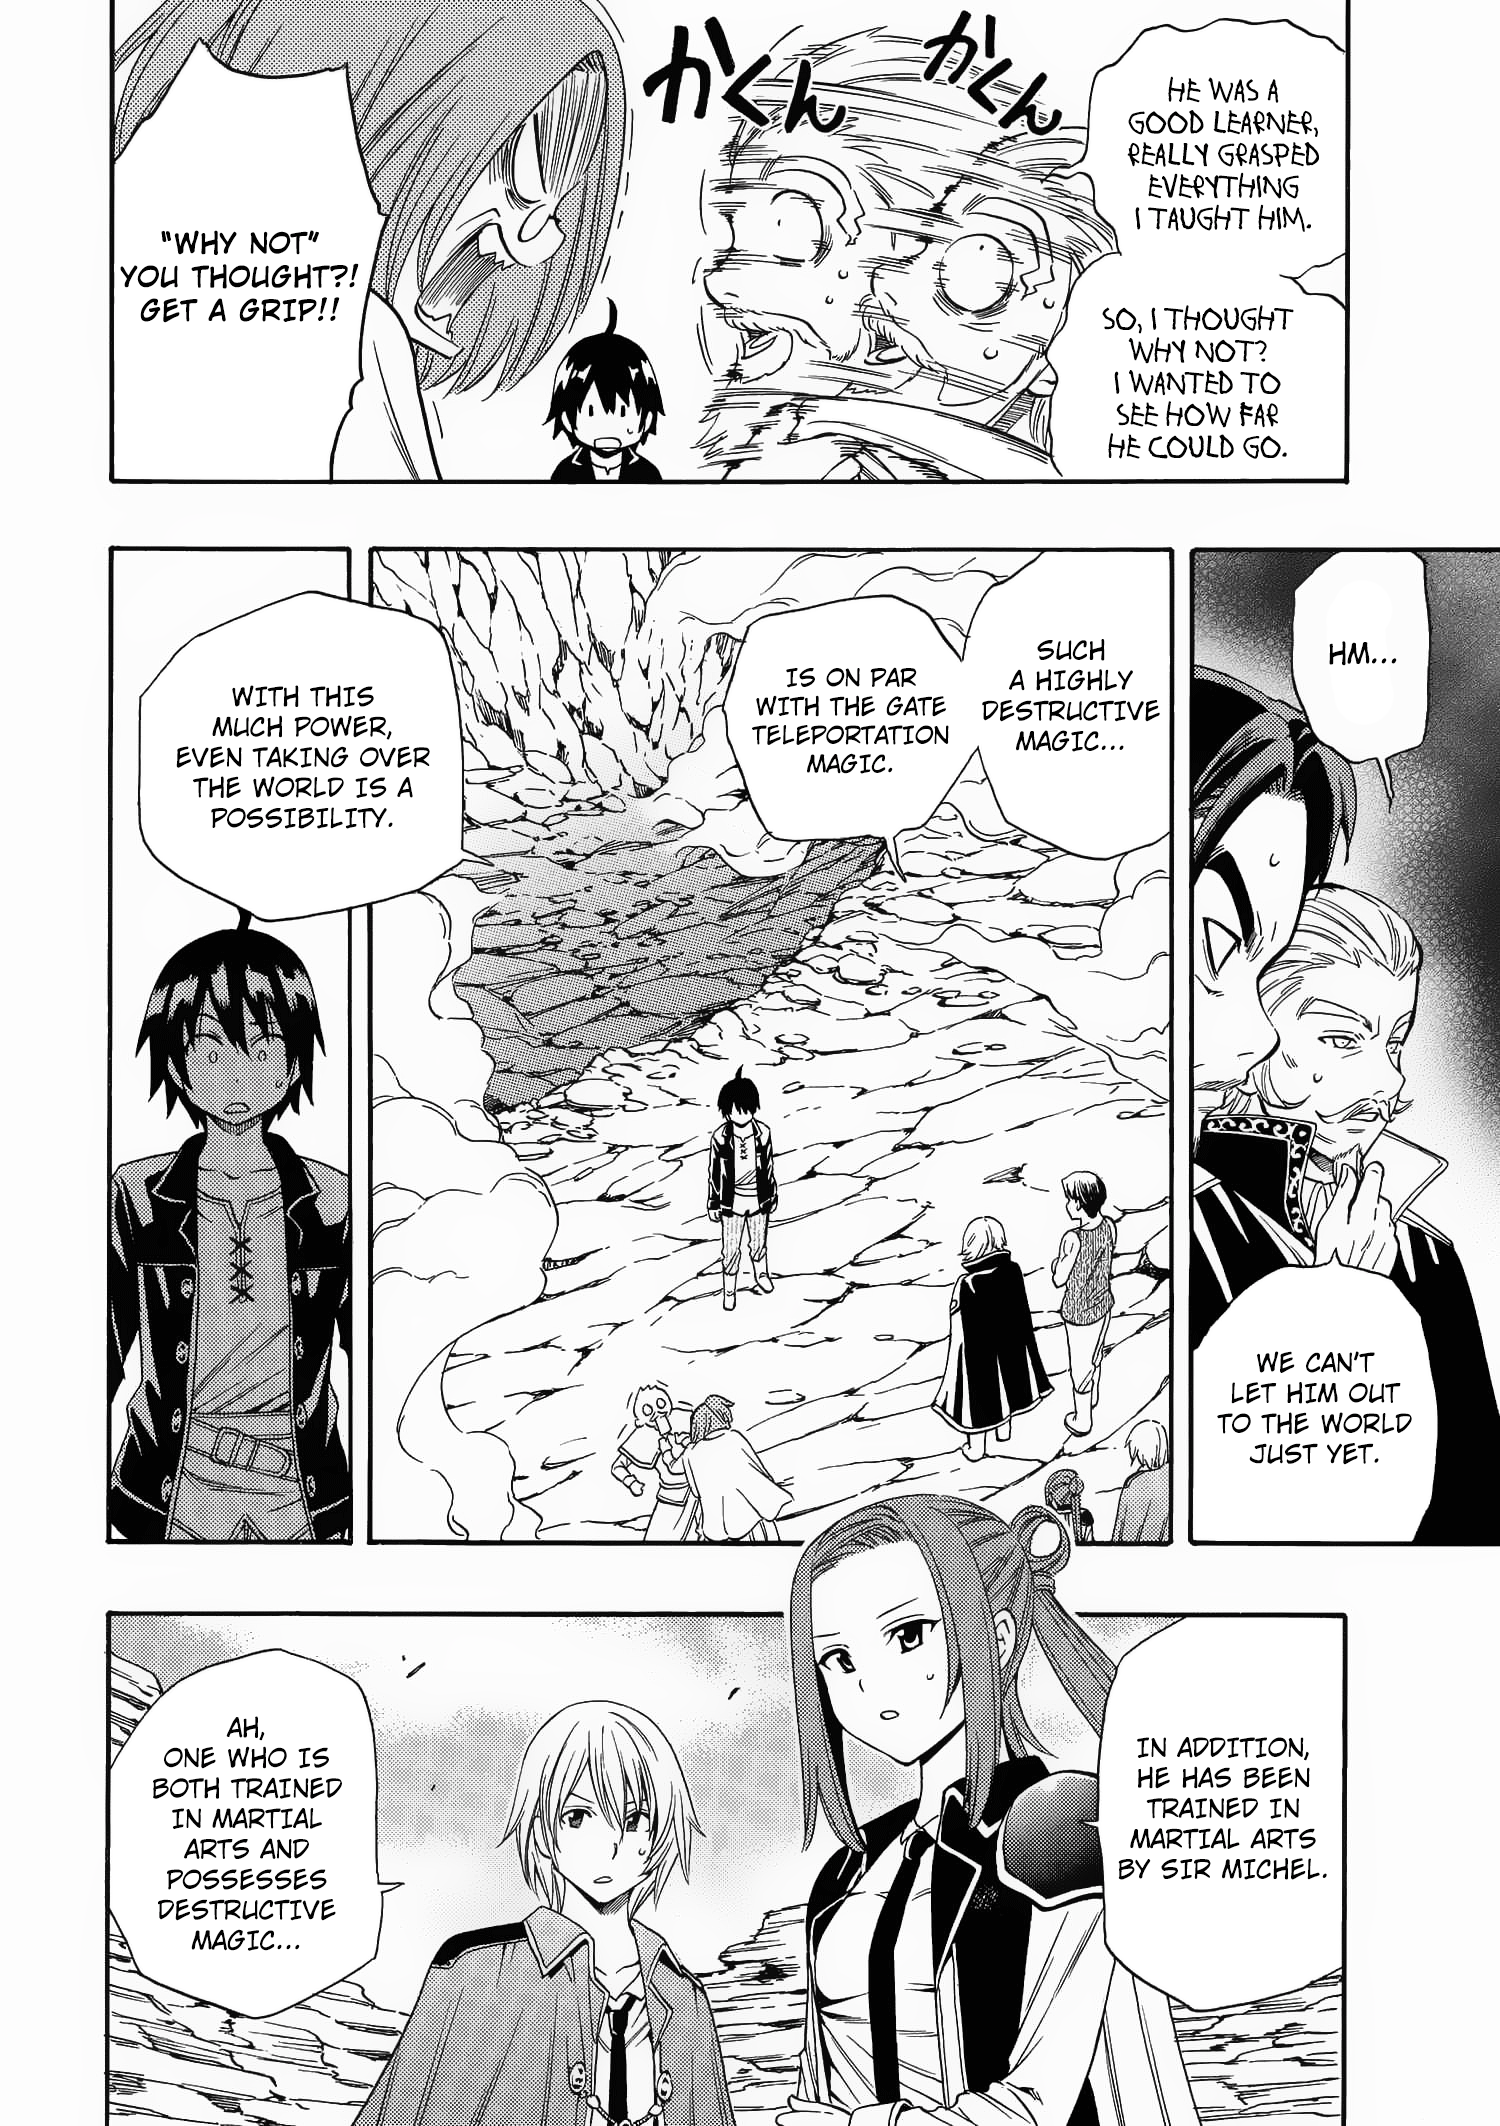 HE WAS A
GOOD LEARNER,
REALLY GRASPED
EVERYTHING
I TAUGHT HIM.
SO, I THOUGHT
WHY NOT?
I WANTED TO
SEE HOW FAR
HE COULD GO.
かくん
かくん
"WHY NOT"
YOU THOUGHT?!
GET A GRIP!!
HM...
WE CAN'T
LET HIM OUT
TO THE WORLD
JUST YET.
SUCH
A HIGHLY
DESTRUCTIVE
MAGIC...
IS ON PAR
WITH THE GATE
TELEPORTATION
MAGIC.
WITH THIS
MUCH POWER,
EVEN TAKING OVER
THE WORLD IS A
POSSIBILITY.
IN ADDITION,
HE HAS BEEN
TRAINED IN
MARTIAL ARTS
BY SIR MICHEL.
AH,
ONE WHO IS
BOTH TRAINED
IN MARTIAL
ARTS AND
POSSESSES
DESTRUCTIVE
MAGIC...